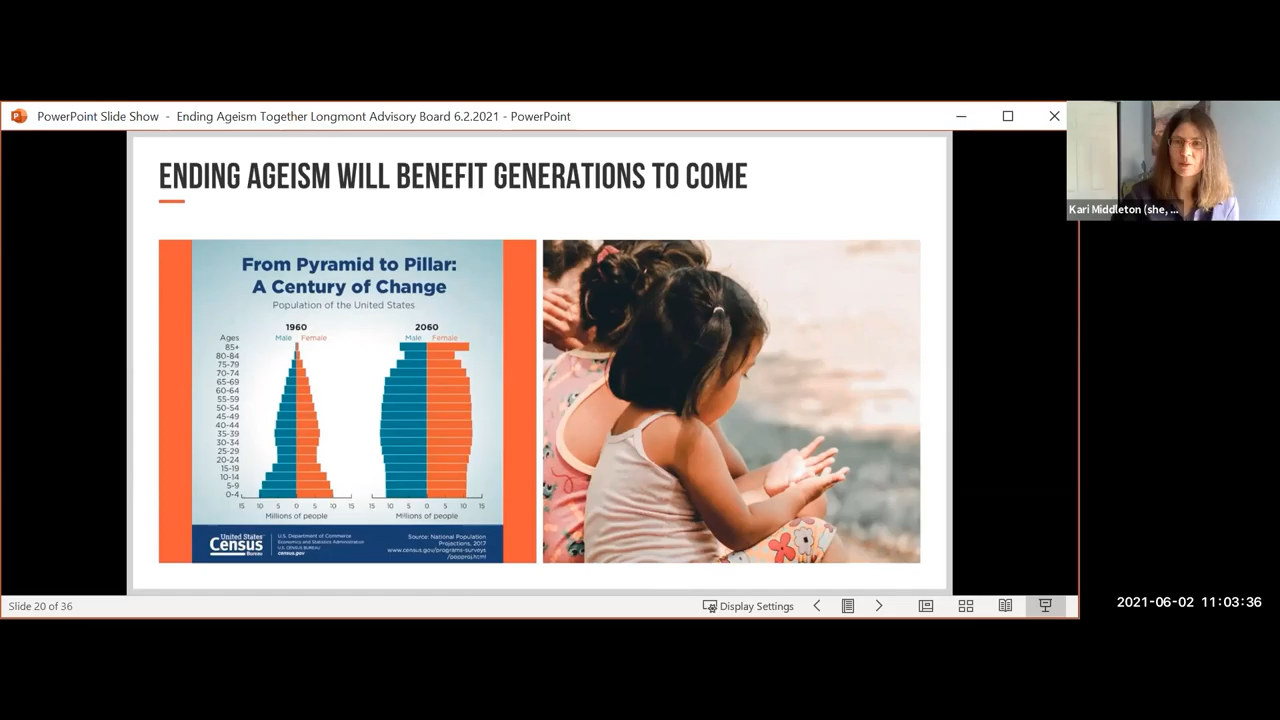 PowerPoint Slide Show - Ending Ageism Together Longmont Advisory Board 6.2.2021 - PowerPoint
Kari Middleton (she, ...
ENDING AGEISM WILL BENEFIT GENERATIONS TO COME
From Pyramid to Pillar:
A Century of Change
Population of the United States
1960 2060
Ages Male Female Male Female
85+
80-84
75-79
70-74
65-69
60-64
55-59
50-54
45-49
40-44
35-39
30-34
25-29
20-24
15-19
10-14
5-9
0-4
15 10 5 0 5 10 15 15 10 5 0 5 10 15
Millions of people Millions of people
United States®
Census
Bureau
U.S. Department of Commerce
Economics and Statistics Administration
U.S. CENSUS BUREAU
census.gov
Source: National Population
Projections, 2017
www.census.gov/programs-surveys
/popproj.html
Slide 20 of 36
Display Settings
2021-06-02 11:03:36